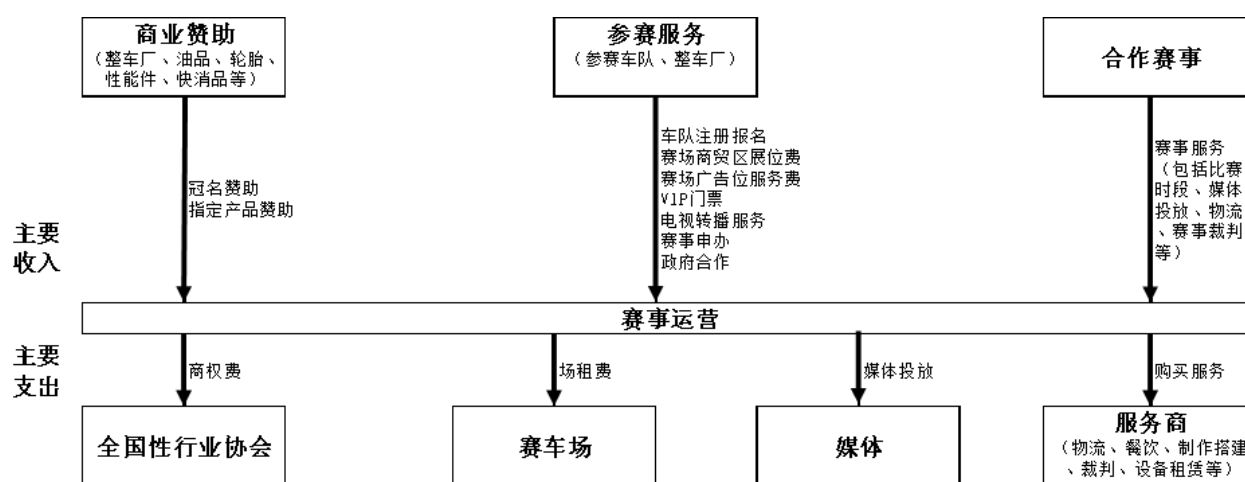 商业赞助
（整车厂、油品、轮胎、
性能件、快消品等）
参赛服务
（参赛车队、整车厂）
合作赛事
冠名赞助
指定产品赞助
车队注册报名
赛场商贸区展位费
赛场广告位服务费
VIP门票
电视转播服务
赛事申办
政府合作
赛事服务
（包括比赛
时段、媒体
投放、物流
、赛事裁判
等）
主要
收入
赛事运营
主要
支出
商权费
场租费
媒体投放
购买服务
全国性行业协会
赛车场
媒体
服务商
（物流、餐饮、制作搭建
、裁判、设备租赁等）